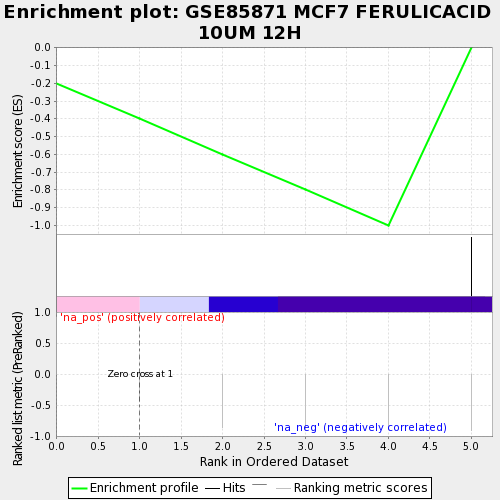 Enrichment plot: GSE85871 MCF7 FERULICACID
10UM 12H
Enrichment score (ES)
0.0
-0.1
-0.2
-0.3
-0.4
-0.5
-0.6
-0.7
-0.8
-0.9
-1.0
Ranked list metric (PreRanked)
1.0
0.5
0.0
-0.5
-1.0
'na_pos' (positively correlated)
Zero cross at 1
'na_neg' (negatively correlated)
0.0 0.5 1.0 1.5 2.0 2.5 3.0 3.5 4.0 4.5 5.0
Rank in Ordered Dataset
Enrichment profile Hits Ranking metric scores